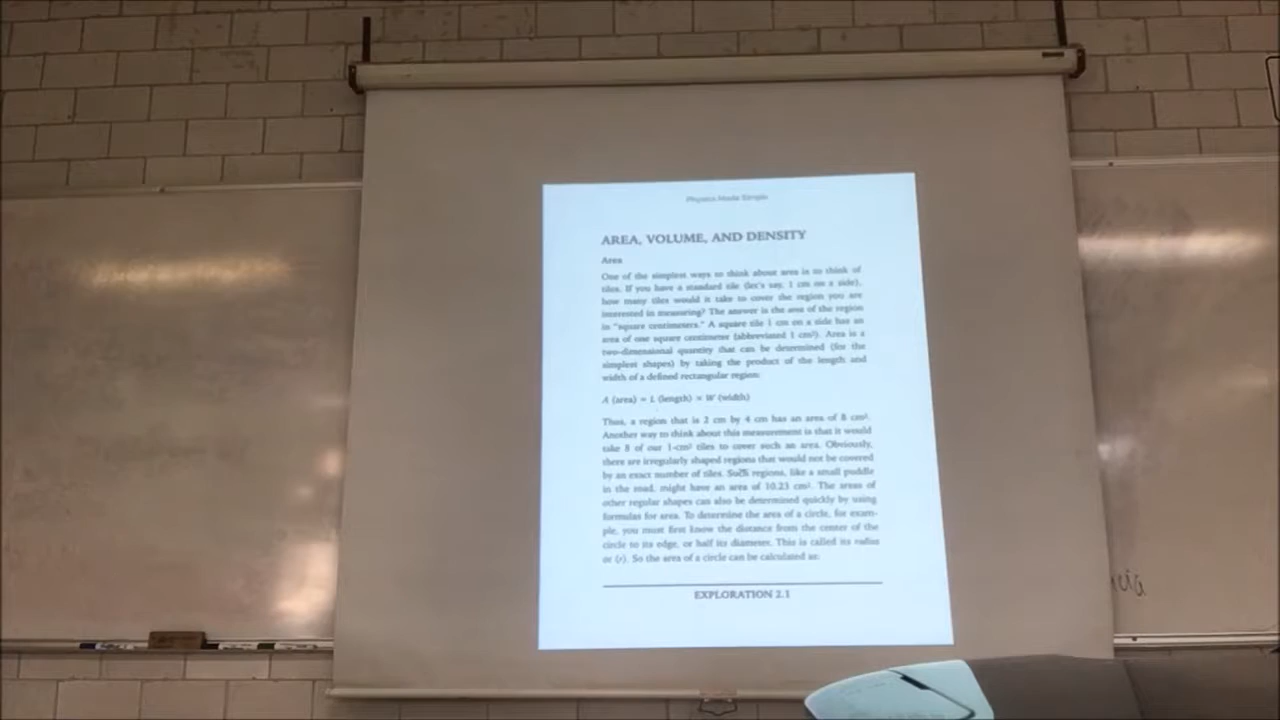 Physics Made Simple
AREA, VOLUME, AND DENSITY
Area
One of the simplest ways to think about area is to think of
tiles. If you have a standard tile (let's say, 1 cm on a side),
how many tiles would it take to cover the region you are
interested in measuring? The answer is the area of the region
in "square centimeters." A square tile 1 cm on a side has an
area of one square centimeter (abbreviated 1 cm²). Area is a
two-dimensional quantity that can be determined (for the
simplest shapes) by taking the product of the length and
width of a defined rectangular region:
A (area) = L (length) × W (width)
Thus, a region that is 2 cm by 4 cm has an area of 8 cm².
Another way to think about this measurement is that it would
take 8 of our 1-cm² tiles to cover such an area. Obviously,
there are irregularly shaped regions that would not be covered
by an exact number of tiles. Such regions, like a small puddle
in the road, might have an area of 10.23 cm². The areas of
other regular shapes can also be determined quickly by using
formulas for area. To determine the area of a circle, for exam-
ple, you must first know the distance from the center of the
circle to its edge, or half its diameter. This is called its radius
or (r). So the area of a circle can be calculated as:
EXPLORATION 2.1